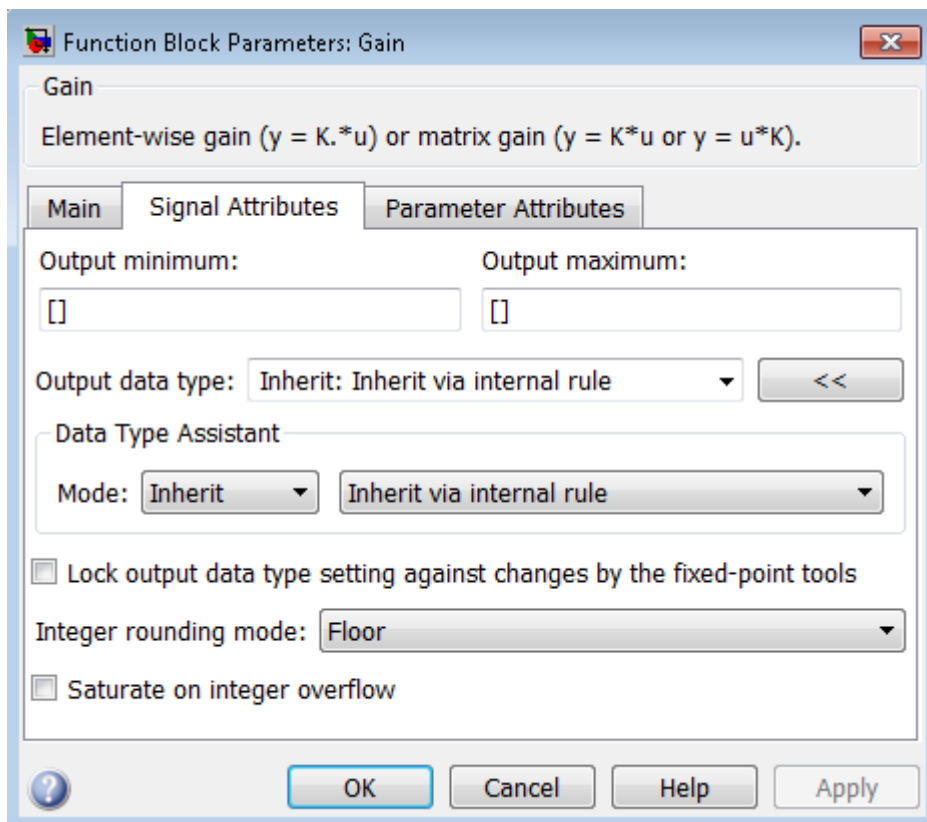 Function Block Parameters: Gain
Gain
Element-wise gain (y = K.*u) or matrix gain (y = K*u or y = u*K).
Main Signal Attributes Parameter Attributes
Output minimum: Output maximum:
[] []
Output data type: Inherit: Inherit via internal rule <<
Data Type Assistant
Mode: Inherit Inherit via internal rule
Lock output data type setting against changes by the fixed-point tools
Integer rounding mode: Floor
Saturate on integer overflow
? OK Cancel Help Apply